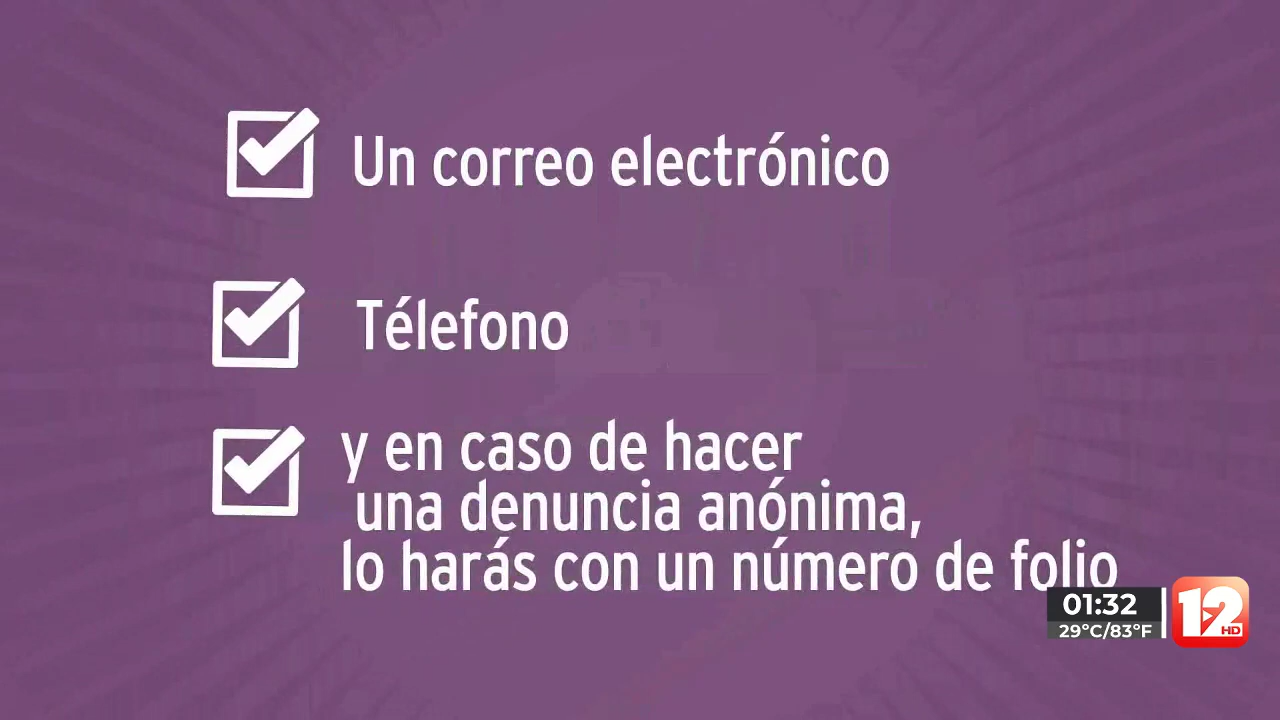 Un correo electrónico
Télefono
y en caso de hacer
una denuncia anónima,
lo harás con un número de folio
01:32
29°C/83°F
12
HD